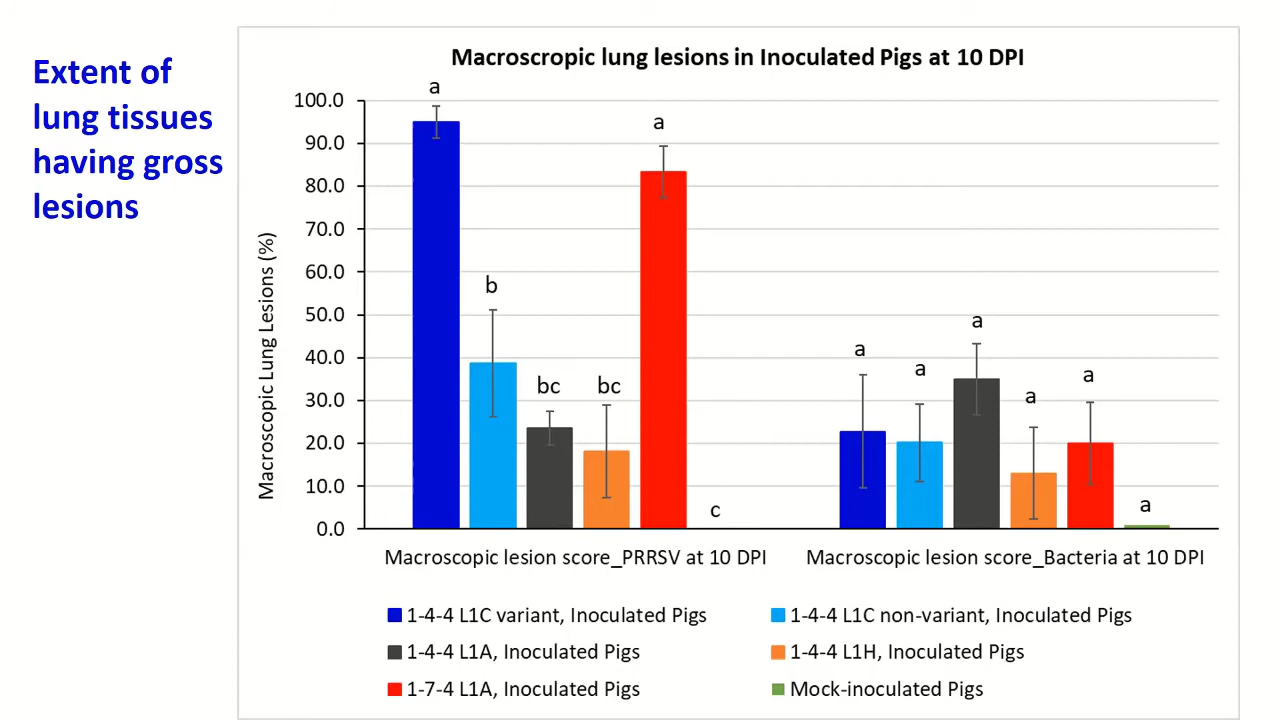 Extent of
lung tissues
having gross
lesions
Macroscropic lung lesions in Inoculated Pigs at 10 DPI
Macroscopic Lung Lesions (%)
100.0
90.0
80.0
70.0
60.0
50.0
40.0
30.0
20.0
10.0
0.0
a
b
bc
bc
a
c
a
a
a
a
a
a
Macroscopic lesion score_PRRSV at 10 DPI
Macroscopic lesion score_Bacteria at 10 DPI
1-4-4 L1C variant, Inoculated Pigs
1-4-4 L1C non-variant, Inoculated Pigs
1-4-4 L1A, Inoculated Pigs
1-4-4 L1H, Inoculated Pigs
1-7-4 L1A, Inoculated Pigs
Mock-inoculated Pigs